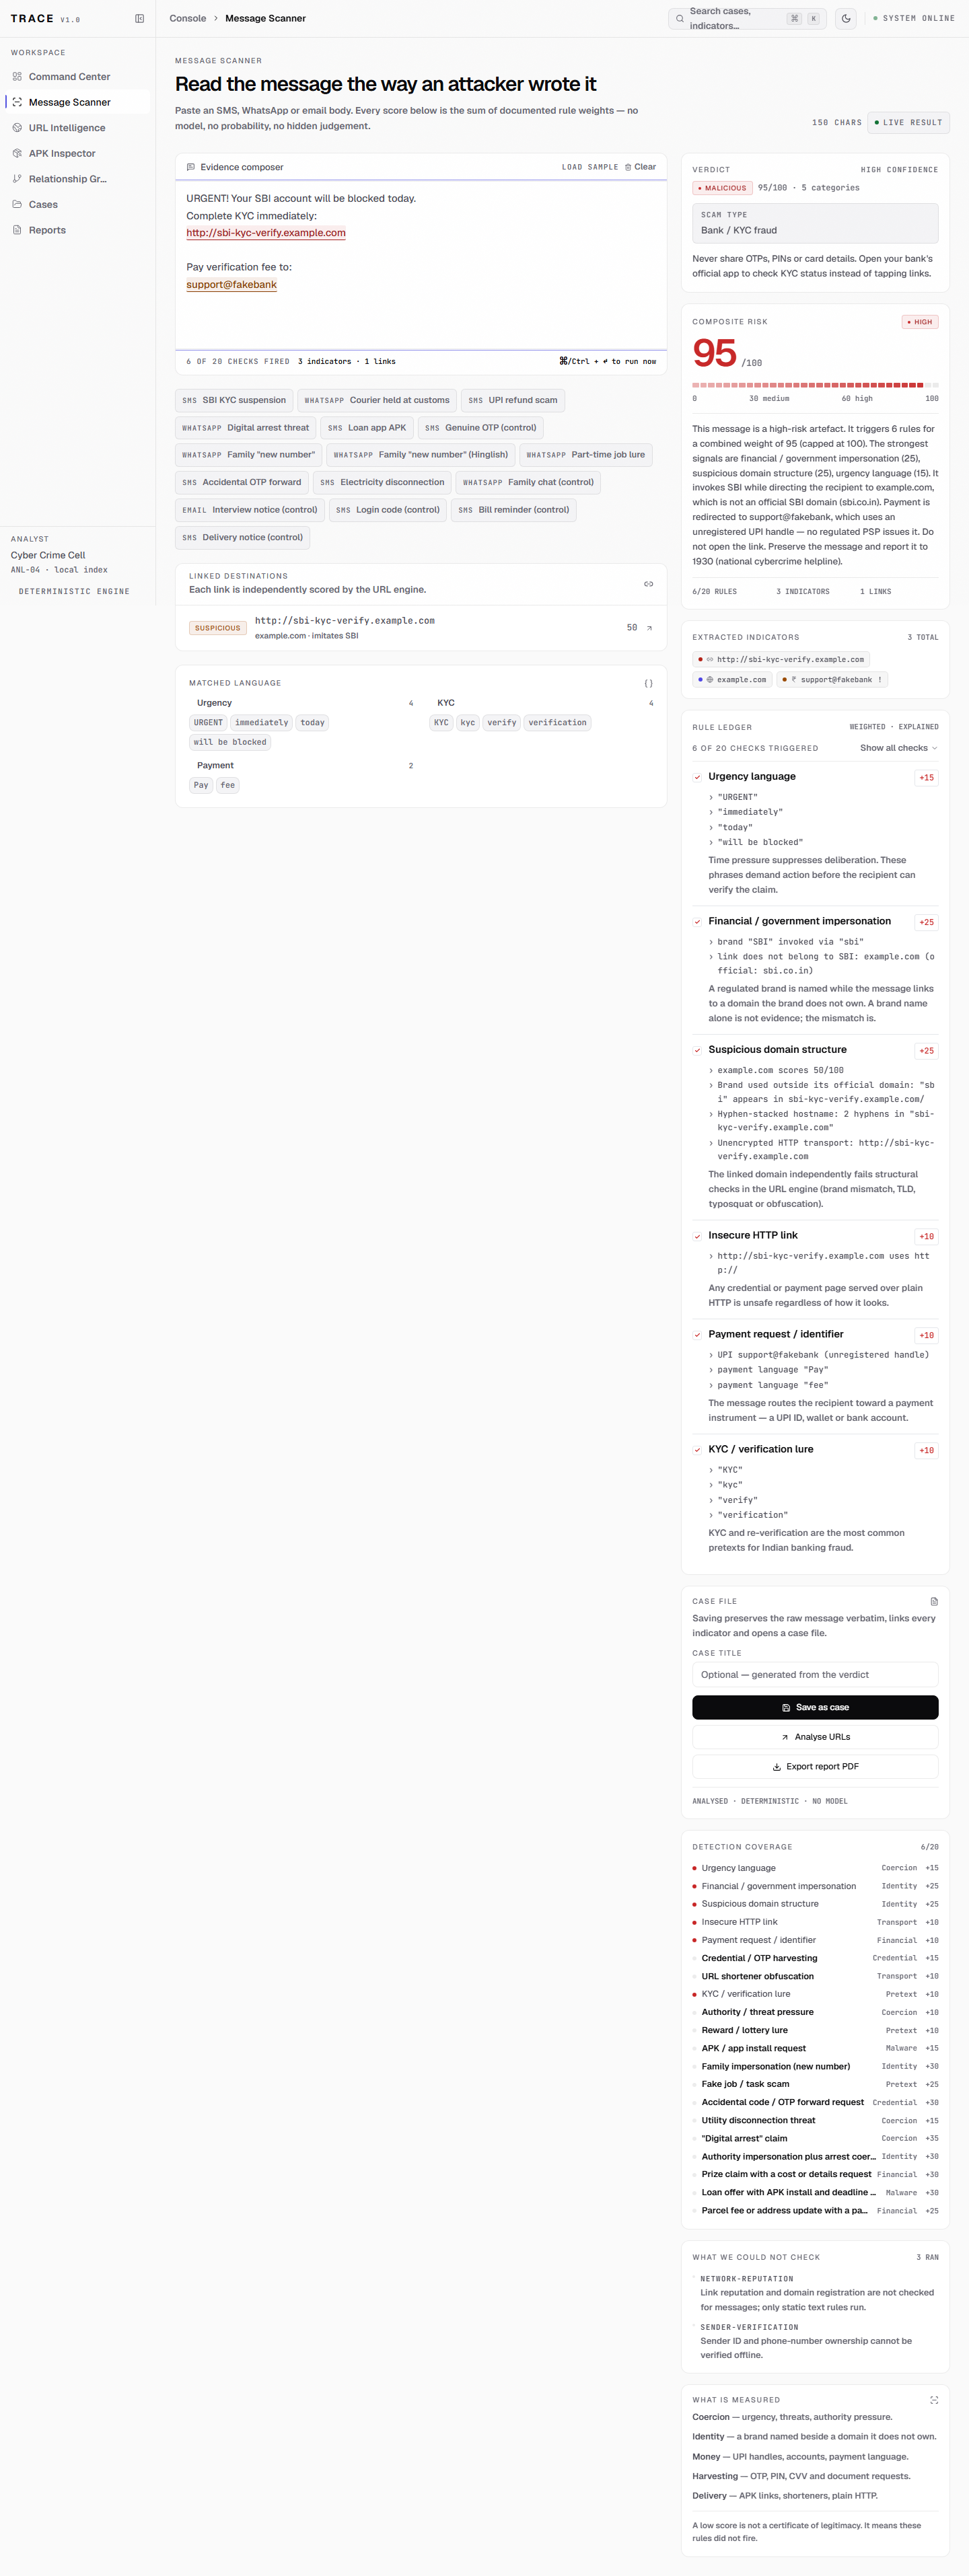 TRACE V1.0
Console > Message Scanner
Search cases, indicators...
⌘ K
SYSTEM ONLINE
WORKSPACE
Command Center
Message Scanner
URL Intelligence
APK Inspector
Relationship Gr...
Cases
Reports
ANALYST
Cyber Crime Cell
ANL-04 · local index
DETERMINISTIC ENGINE
MESSAGE SCANNER
Read the message the way an attacker wrote it
Paste an SMS, WhatsApp or email body. Every score below is the sum of documented rule weights — no
model, no probability, no hidden judgement.
150 CHARS
LIVE RESULT
Evidence composer
LOAD SAMPLE
Clear
URGENT! Your SBI account will be blocked today.
Complete KYC immediately:
http://sbi-kyc-verify.example.com
Pay verification fee to:
support@fakebank
6 OF 20 CHECKS FIRED 3 indicators · 1 links
⌘/Ctrl + ↵ to run now
SMS SBI KYC suspension
WHATSAPP Courier held at customs
SMS UPI refund scam
WHATSAPP Digital arrest threat
SMS Loan app APK
SMS Genuine OTP (control)
WHATSAPP Family "new number"
WHATSAPP Family "new number" (Hinglish)
WHATSAPP Part-time job lure
SMS Accidental OTP forward
SMS Electricity disconnection
WHATSAPP Family chat (control)
EMAIL Interview notice (control)
SMS Login code (control)
SMS Bill reminder (control)
SMS Delivery notice (control)
LINKED DESTINATIONS
Each link is independently scored by the URL engine.
SUSPICIOUS
http://sbi-kyc-verify.example.com
example.com · imitates SBI
50
MATCHED LANGUAGE
{ }
Urgency 4
URGENT immediately today
will be blocked
KYC 4
KYC kyc verify verification
Payment 2
Pay fee
VERDICT
HIGH CONFIDENCE
MALICIOUS 95/100 · 5 categories
SCAM TYPE
Bank / KYC fraud
Never share OTPs, PINs or card details. Open your bank's
official app to check KYC status instead of tapping links.
COMPOSITE RISK
HIGH
95 /100
0 30 medium 60 high 100
This message is a high-risk artefact. It triggers 6 rules for
a combined weight of 95 (capped at 100). The strongest
signals are financial / government impersonation (25),
suspicious domain structure (25), urgency language (15). It
invokes SBI while directing the recipient to example.com,
which is not an official SBI domain (sbi.co.in). Payment is
redirected to support@fakebank, which uses an
unregistered UPI handle — no regulated PSP issues it. Do
not open the link. Preserve the message and report it to
1930 (national cybercrime helpline).
6/20 RULES 3 INDICATORS 1 LINKS
EXTRACTED INDICATORS
3 TOTAL
http://sbi-kyc-verify.example.com
example.com
₹ support@fakebank !
RULE LEDGER
WEIGHTED · EXPLAINED
6 OF 20 CHECKS TRIGGERED
Show all checks
Urgency language +15
› "URGENT"
› "immediately"
› "today"
› "will be blocked"
Time pressure suppresses deliberation. These
phrases demand action before the recipient can
verify the claim.
Financial / government impersonation +25
› brand "SBI" invoked via "sbi"
› link does not belong to SBI: example.com (o
fficial: sbi.co.in)
A regulated brand is named while the message links
to a domain the brand does not own. A brand name
alone is not evidence; the mismatch is.
Suspicious domain structure +25
› example.com scores 50/100
› Brand used outside its official domain: "sb
i" appears in sbi-kyc-verify.example.com/
› Hyphen-stacked hostname: 2 hyphens in "sbi-
kyc-verify.example.com"
› Unencrypted HTTP transport: http://sbi-kyc-
verify.example.com
The linked domain independently fails structural
checks in the URL engine (brand mismatch, TLD,
typosquat or obfuscation).
Insecure HTTP link +10
› http://sbi-kyc-verify.example.com uses htt
p://
Any credential or payment page served over plain
HTTP is unsafe regardless of how it looks.
Payment request / identifier +10
› UPI support@fakebank (unregistered handle)
› payment language "Pay"
› payment language "fee"
The message routes the recipient toward a payment
instrument — a UPI ID, wallet or bank account.
KYC / verification lure +10
› "KYC"
› "kyc"
› "verify"
› "verification"
KYC and re-verification are the most common
pretexts for Indian banking fraud.
CASE FILE
Saving preserves the raw message verbatim, links every
indicator and opens a case file.
CASE TITLE
Optional — generated from the verdict
Save as case
Analyse URLs
Export report PDF
ANALYSED · DETERMINISTIC · NO MODEL
DETECTION COVERAGE 6/20
Urgency language Coercion +15
Financial / government impersonation Identity +25
Suspicious domain structure Identity +25
Insecure HTTP link Transport +10
Payment request / identifier Financial +10
Credential / OTP harvesting Credential +15
URL shortener obfuscation Transport +10
KYC / verification lure Pretext +10
Authority / threat pressure Coercion +10
Reward / lottery lure Pretext +10
APK / app install request Malware +15
Family impersonation (new number) Identity +30
Fake job / task scam Pretext +25
Accidental code / OTP forward request Credential +30
Utility disconnection threat Coercion +15
"Digital arrest" claim Coercion +35
Authority impersonation plus arrest coer... Identity +30
Prize claim with a cost or details request Financial +30
Loan offer with APK install and deadline ... Malware +30
Parcel fee or address update with a pa... Financial +25
WHAT WE COULD NOT CHECK 3 RAN
NETWORK-REPUTATION
Link reputation and domain registration are not checked
for messages; only static text rules run.
SENDER-VERIFICATION
Sender ID and phone-number ownership cannot be
verified offline.
WHAT IS MEASURED
Coercion — urgency, threats, authority pressure.
Identity — a brand named beside a domain it does not own.
Money — UPI handles, accounts, payment language.
Harvesting — OTP, PIN, CVV and document requests.
Delivery — APK links, shorteners, plain HTTP.
A low score is not a certificate of legitimacy. It means these
rules did not fire.